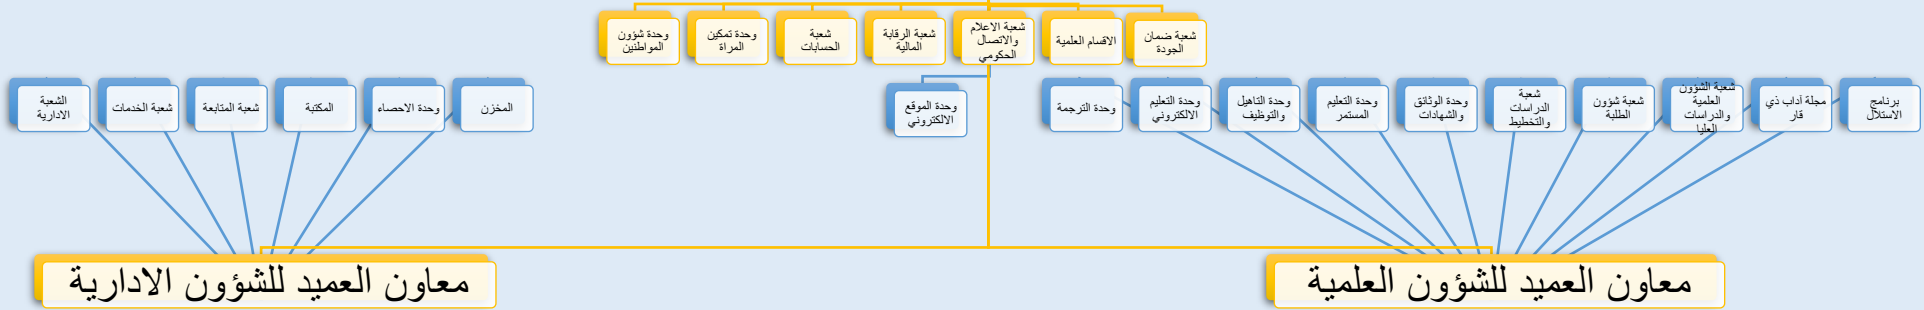 شعبة ضمان
الجودة
الاقسام العلمية
شعبة الاعلام
والاتصال
الحكومي
شعبة الرقابة
المالية
شعبة
الحسابات
وحدة تمكين
المراة
وحدة شؤون
المواطنين
برنامج
الاستلال
مجلة آداب ذي
قار
شعبة الشؤون
العلمية
والدراسات
العليا
شعبة شؤون
الطلبة
شعبة
الدراسات
والتخطيط
وحدة الوثائق
والشهادات
وحدة التعليم
المستمر
وحدة التاهيل
والتوظيف
وحدة التعليم
الالكتروني
وحدة الترجمة
وحدة الموقع
الالكتروني
المخزن
وحدة الاحصاء
المكتبة
شعبة المتابعة
شعبة الخدمات
الشعبة
الادارية
معاون العميد للشؤون العلمية
معاون العميد للشؤون الادارية